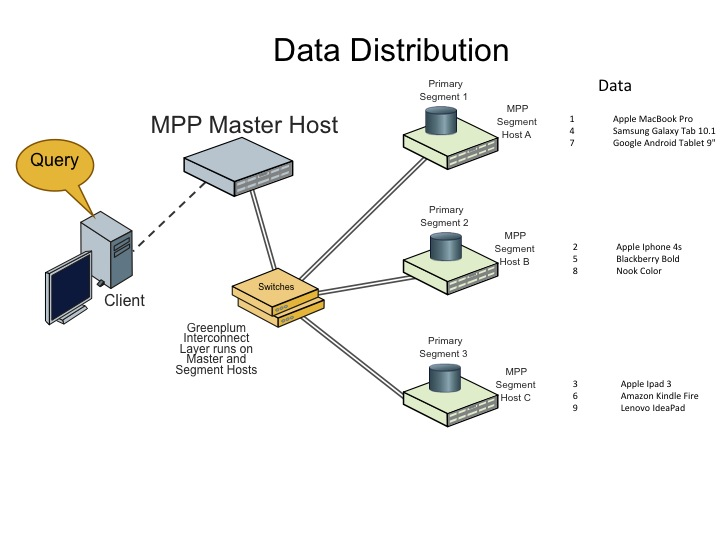 Data Distribution
Data
Primary
Segment 1
MPP
Segment
Host A
1 Apple MacBook Pro
4 Samsung Galaxy Tab 10.1
7 Google Android Tablet 9"
MPP Master Host
Query
Primary
Segment 2
MPP
Segment
Host B
2 Apple Iphone 4s
5 Blackberry Bold
8 Nook Color
Switches
Client
Greenplum
Interconnect
Layer runs on
Master and
Segment Hosts
Primary
Segment 3
MPP
Segment
Host C
3 Apple Ipad 3
6 Amazon Kindle Fire
9 Lenovo IdeaPad